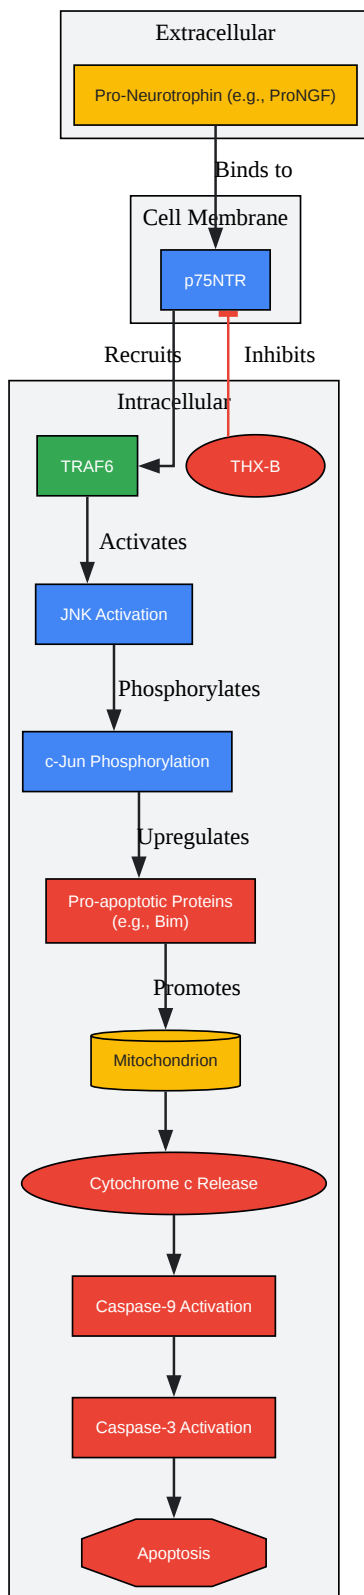 Extracellular
Pro-Neurotrophin (e.g., ProNGF)
Binds to
Cell Membrane
p75NTR
Recruits
Inhibits
Intracellular
TRAF6
THX-B
Activates
JNK Activation
Phosphorylates
c-Jun Phosphorylation
Upregulates
Pro-apoptotic Proteins
(e.g., Bim)
Promotes
Mitochondrion
Cytochrome c Release
Caspase-9 Activation
Caspase-3 Activation
Apoptosis